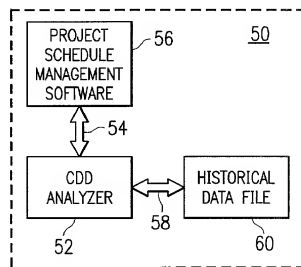 PROJECT
SCHEDULE
MANAGEMENT
SOFTWARE
56
50
54
CDD
ANALYZER
HISTORICAL
DATA FILE
52
58
60